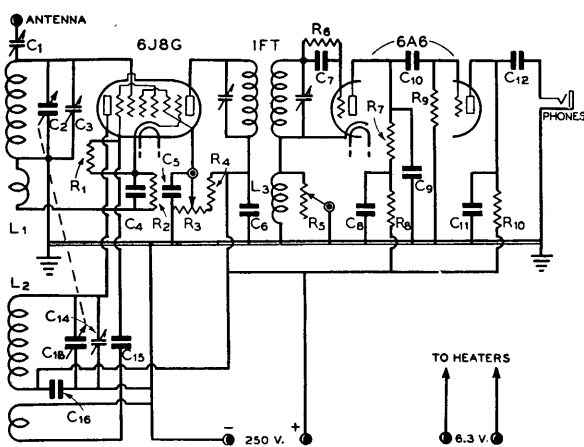 ANTENNA
C1
6J8G
1FT
6A6
R6
C7
C10
C12
R7
R9
PHONES
C2
C3
C5
R4
R1
C4
R2
R3
L3
C6
R5
C8
R8
C9
C11
R10
L1
L2
C14
C1B
C15
C16
TO HEATERS
− 250 V. +
6.3 V.